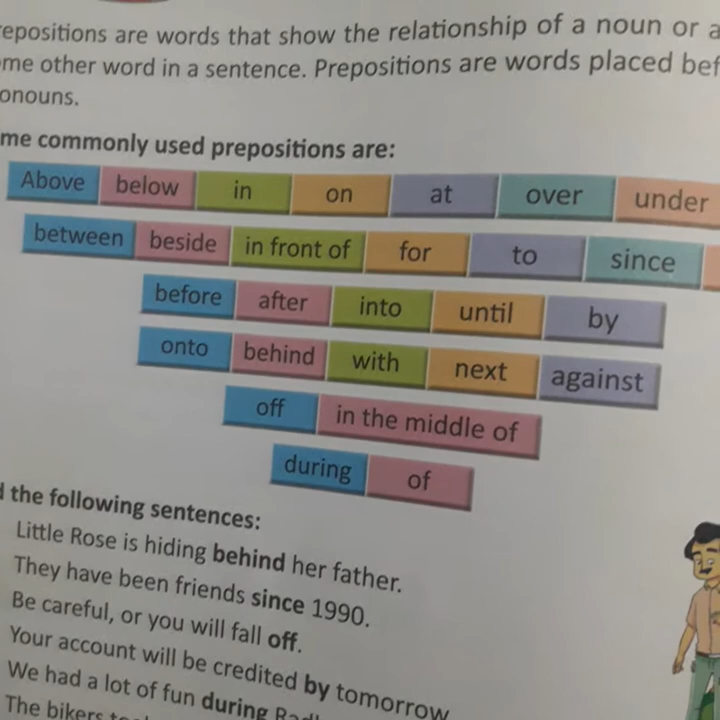 epositions are words that show the relationship of a noun or a
me other word in a sentence. Prepositions are words placed bef
onouns.
me commonly used prepositions are:
Above below in on at over under
between beside in front of for to since
before after into until by
onto behind with next against
off in the middle of
during of
the following sentences:
Little Rose is hiding behind her father.
They have been friends since 1990.
Be careful, or you will fall off.
Your account will be credited by tomorrow
We had a lot of fun during
The bikers